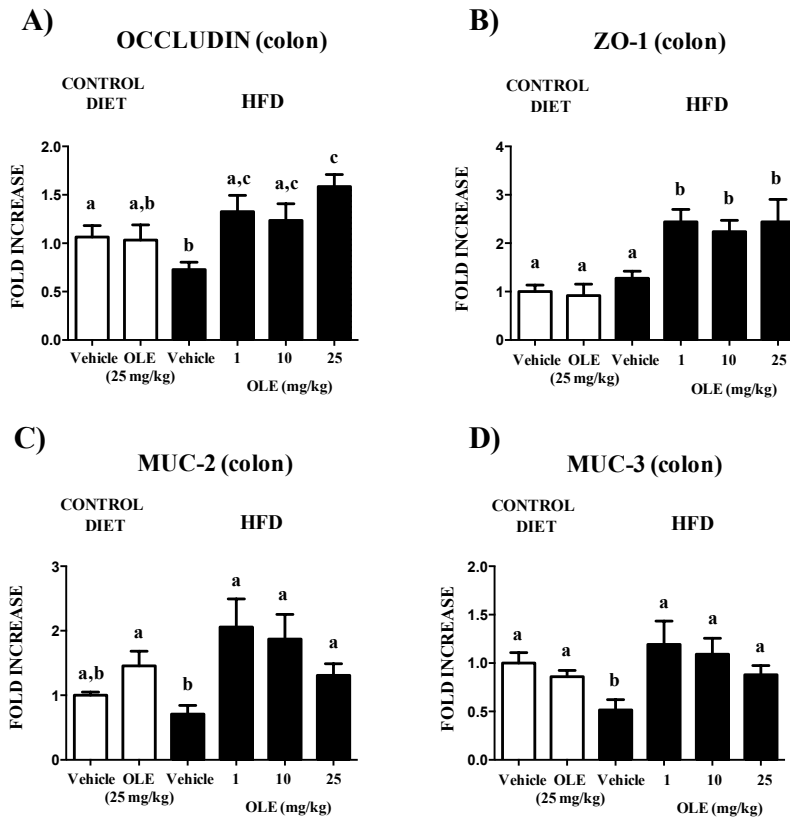 A)
OCCLUDIN (colon)
CONTROL
DIET
HFD
FOLD INCREASE
2.0
1.5
1.0
0.5
0.0
a
a,b
b
a,c
a,c
c
Vehicle OLE Vehicle 1 10 25
(25 mg/kg)
OLE (mg/kg)
B)
ZO-1 (colon)
CONTROL
DIET
HFD
FOLD INCREASE
4
3
2
1
0
a
a
a
b
b
b
Vehicle OLE Vehicle 1 10 25
(25 mg/kg)
OLE (mg/kg)
C)
MUC-2 (colon)
CONTROL
DIET
HFD
FOLD INCREASE
3
2
1
0
a,b
a
b
a
a
a
Vehicle OLE Vehicle 1 10 25
(25 mg/kg)
OLE (mg/kg)
D)
MUC-3 (colon)
CONTROL
DIET
HFD
FOLD INCREASE
2.0
1.5
1.0
0.5
0.0
a
a
b
a
a
a
Vehicle OLE Vehicle 1 10 25
(25 mg/kg)
OLE (mg/kg)